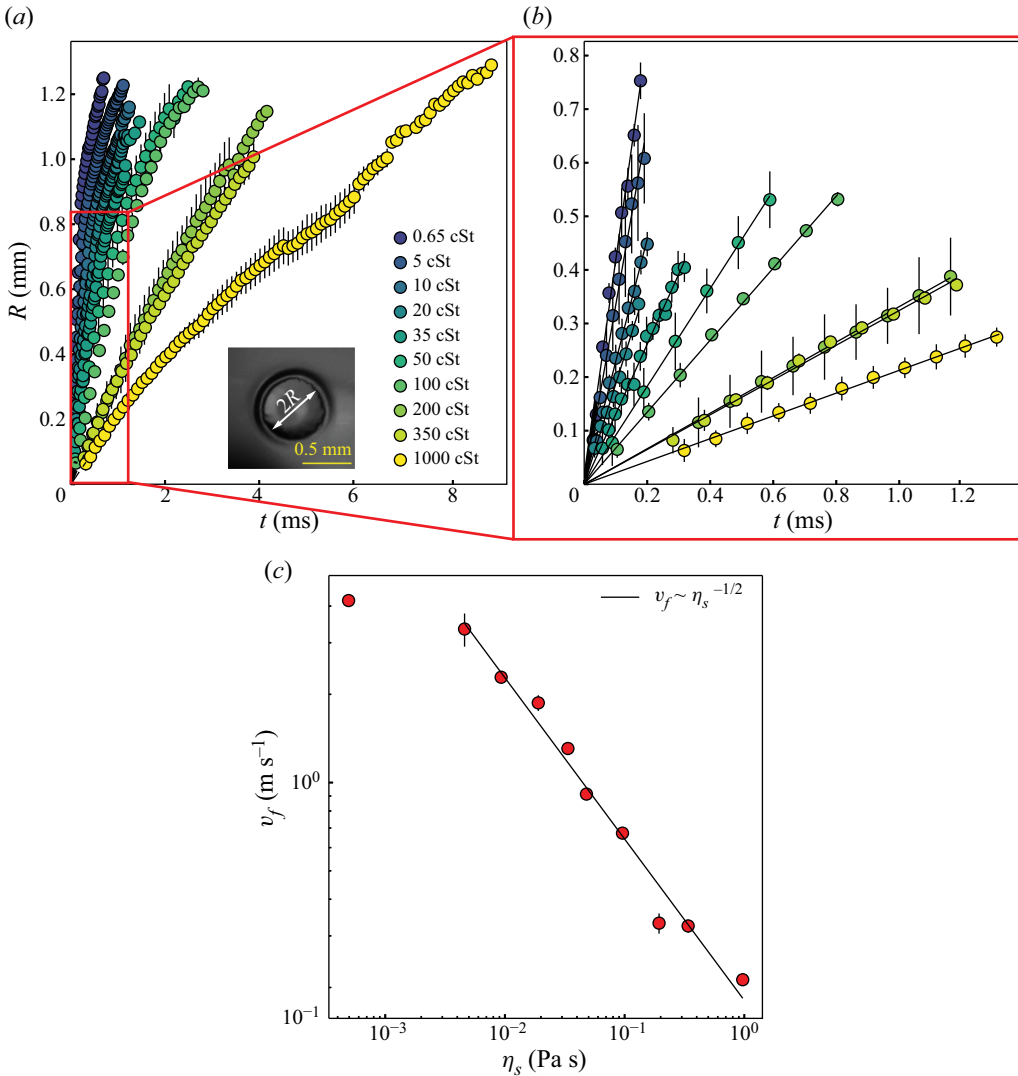 (a)
(b)
1.2
1.0
0.8
0.6
0.4
0.2
0
R (mm)
0.65 cSt
5 cSt
10 cSt
20 cSt
35 cSt
50 cSt
100 cSt
200 cSt
350 cSt
1000 cSt
2R
0.5 mm
2
4
6
8
t (ms)
0.8
0.7
0.6
0.5
0.4
0.3
0.2
0.1
0
0.2
0.4
0.6
0.8
1.0
1.2
t (ms)
(c)
v_f ~ η_s^{−1/2}
10^0
10^{−1}
v_f (m s^{−1})
10^{−3}
10^{−2}
10^{−1}
10^0
η_s (Pa s)